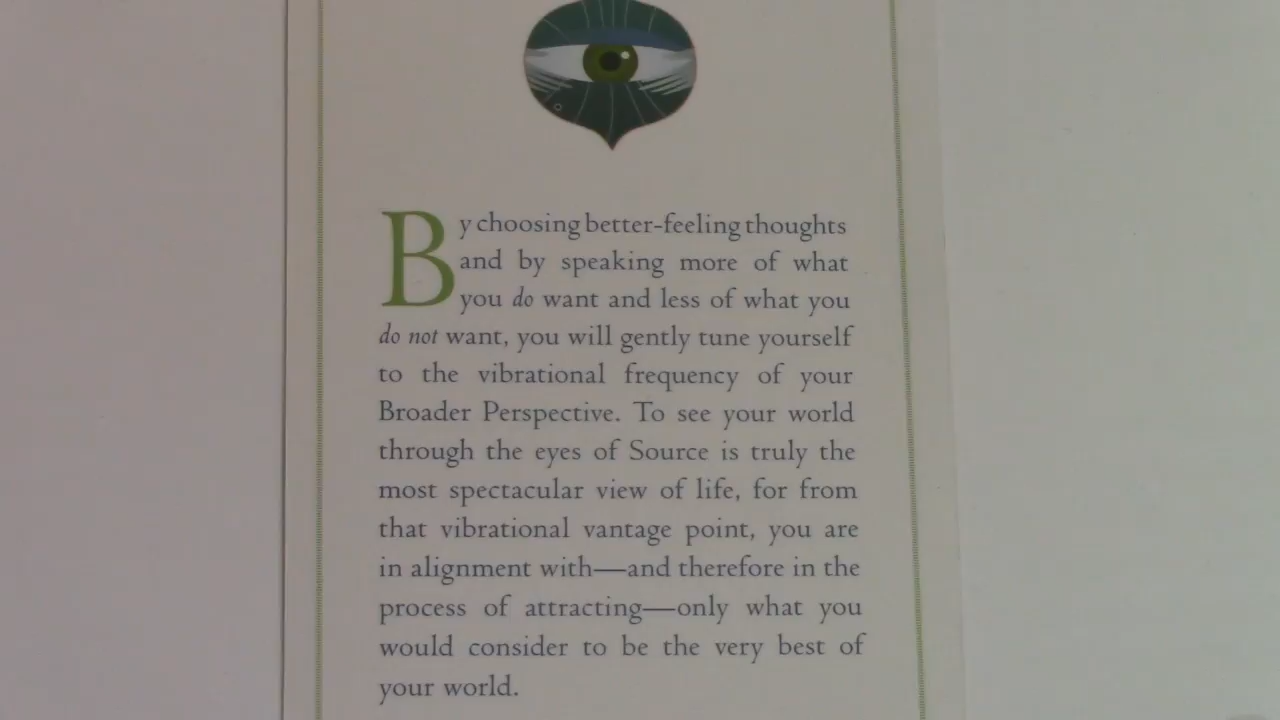 By choosing better-feeling thoughts
and by speaking more of what
you do want and less of what you
do not want, you will gently tune yourself
to the vibrational frequency of your
Broader Perspective. To see your world
through the eyes of Source is truly the
most spectacular view of life, for from
that vibrational vantage point, you are
in alignment with—and therefore in the
process of attracting—only what you
would consider to be the very best of
your world.